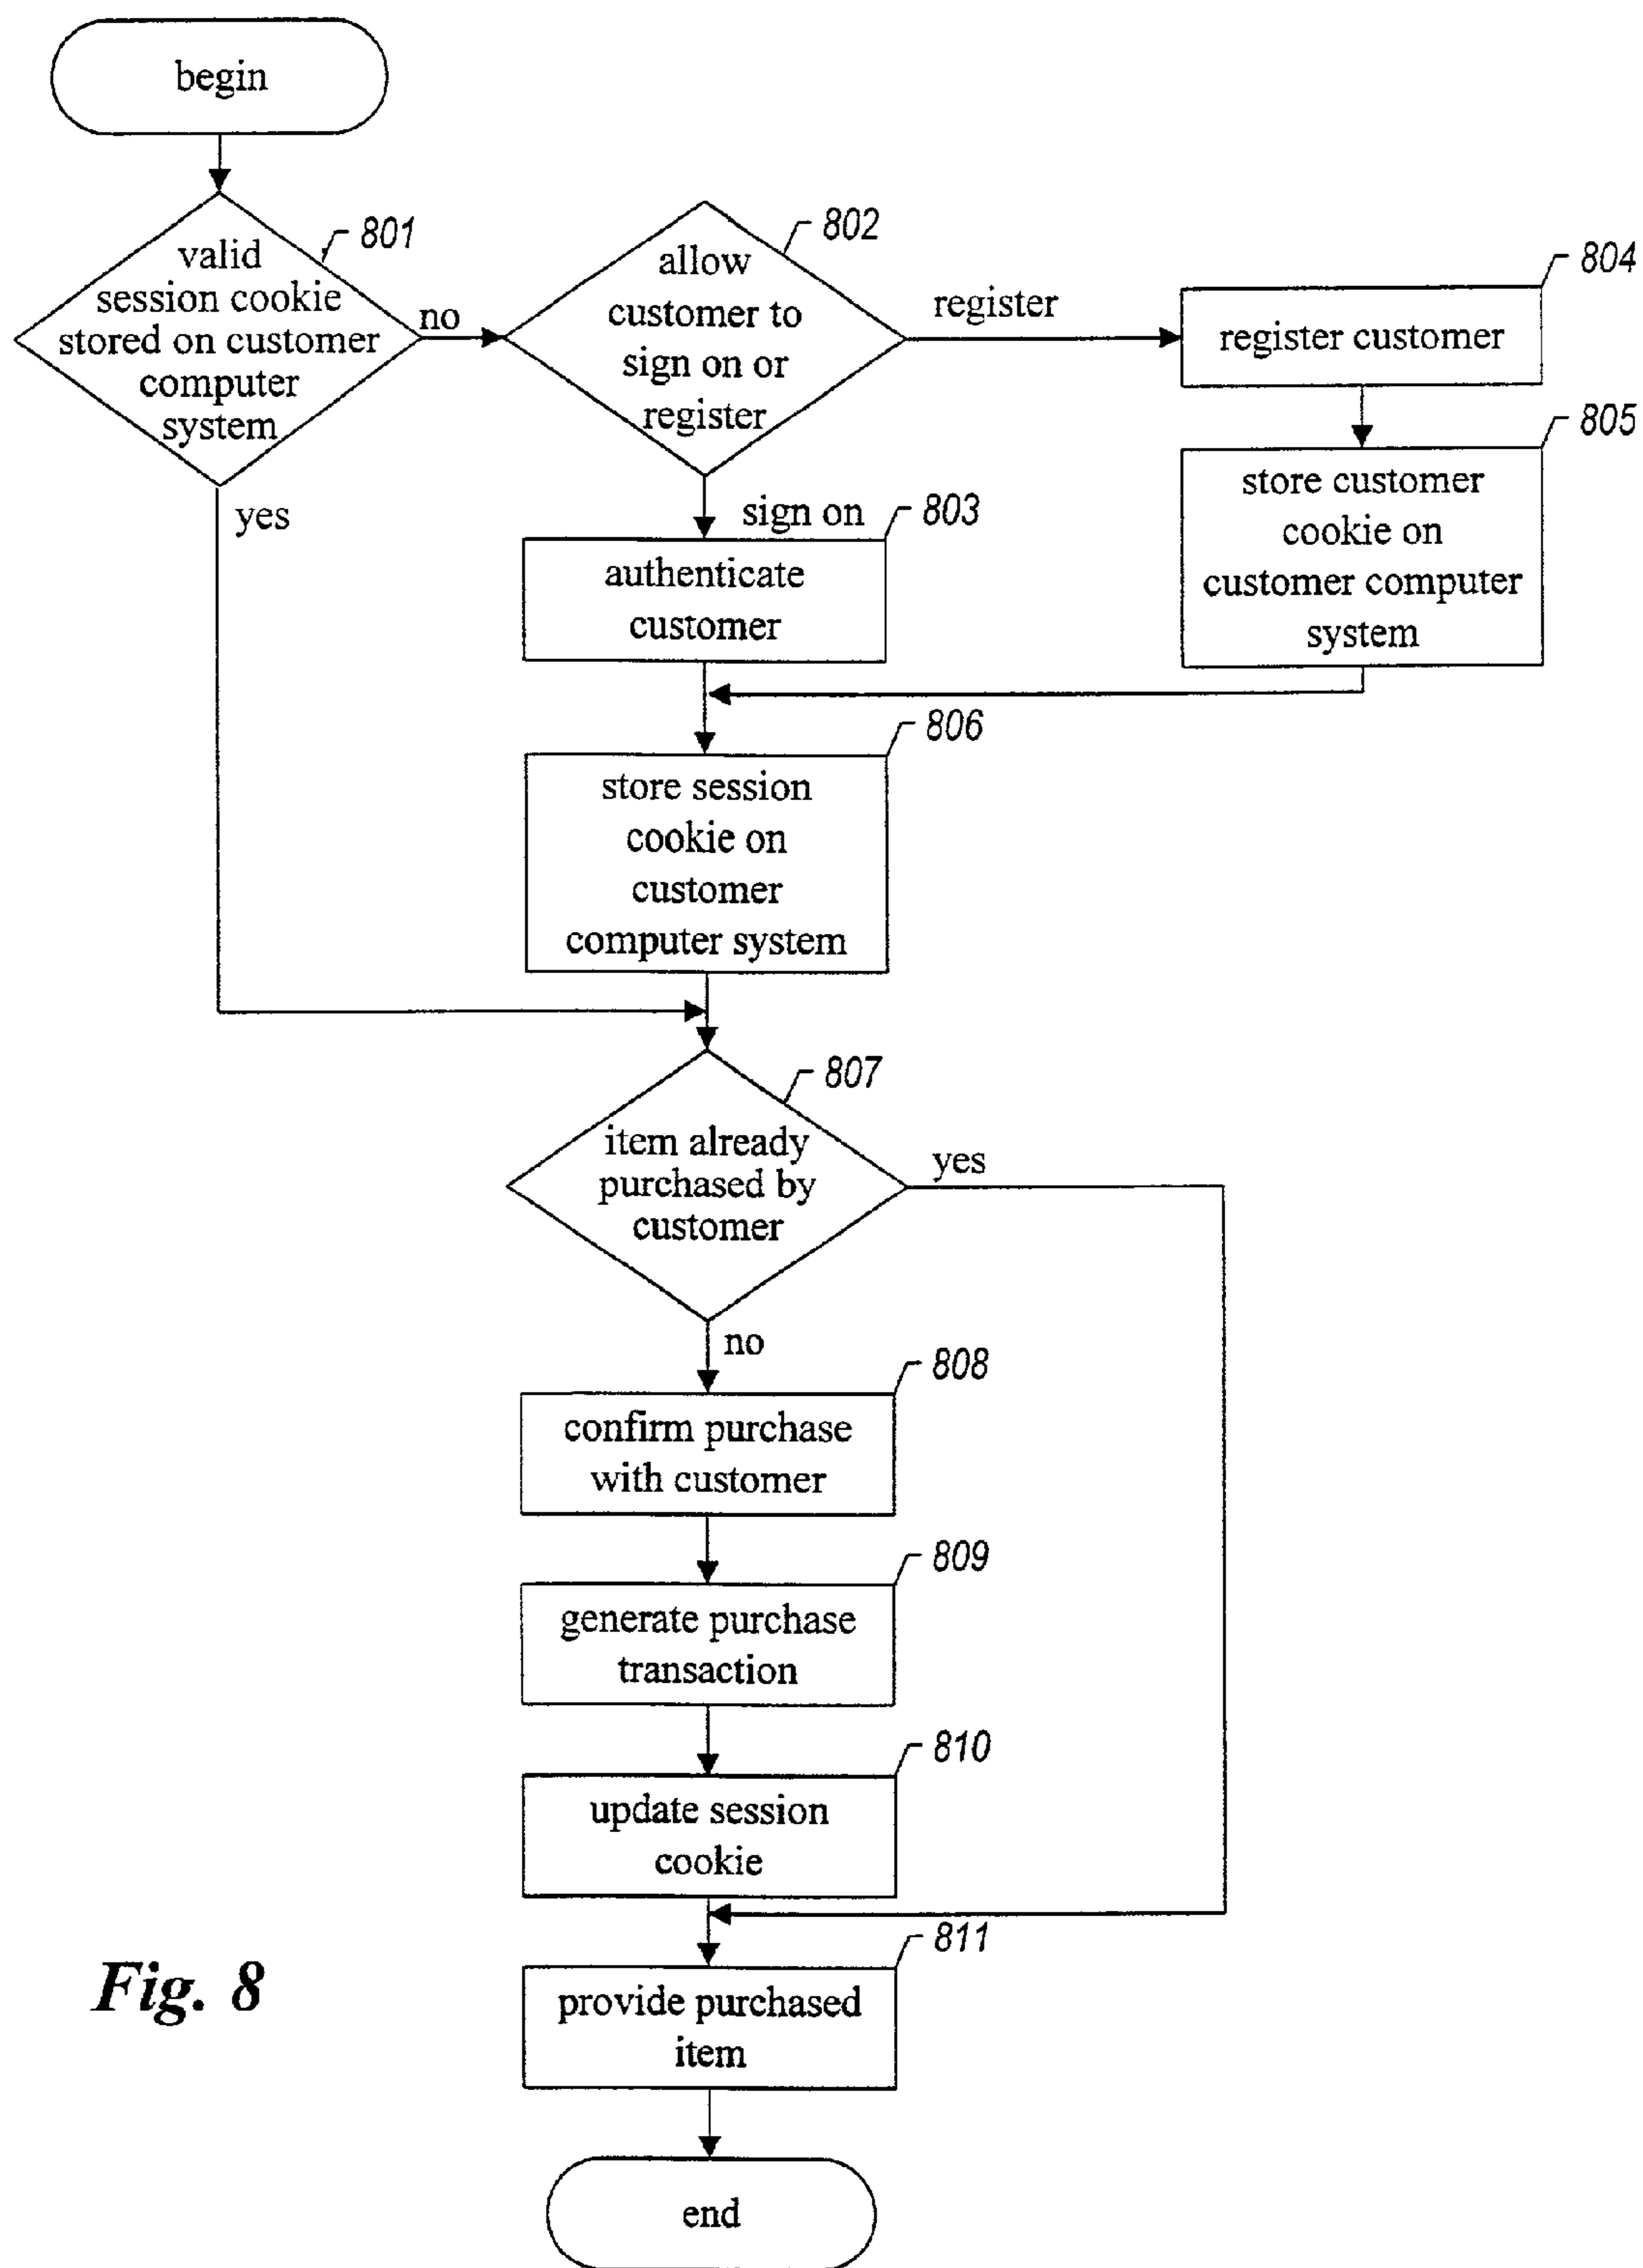 begin
801
valid
session cookie
stored on customer
computer
system
no
yes
802
allow
customer to
sign on or
register
register
804
register customer
805
store customer
cookie on
customer computer
system
sign on
803
authenticate
customer
806
store session
cookie on
customer
computer system
807
item already
purchased by
customer
yes
no
808
confirm purchase
with customer
809
generate purchase
transaction
810
update session
cookie
811
provide purchased
item
end
Fig. 8